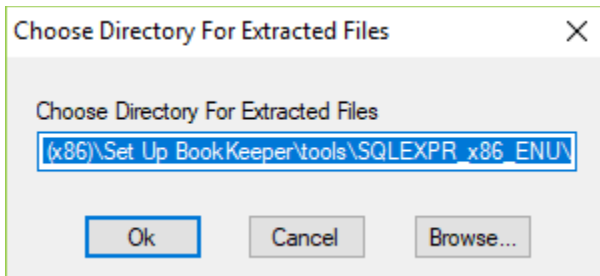 Choose Directory For Extracted Files
Choose Directory For Extracted Files
(x86)\Set Up BookKeeper\tools\SQLEXPR_x86_ENU\
Ok Cancel Browse...